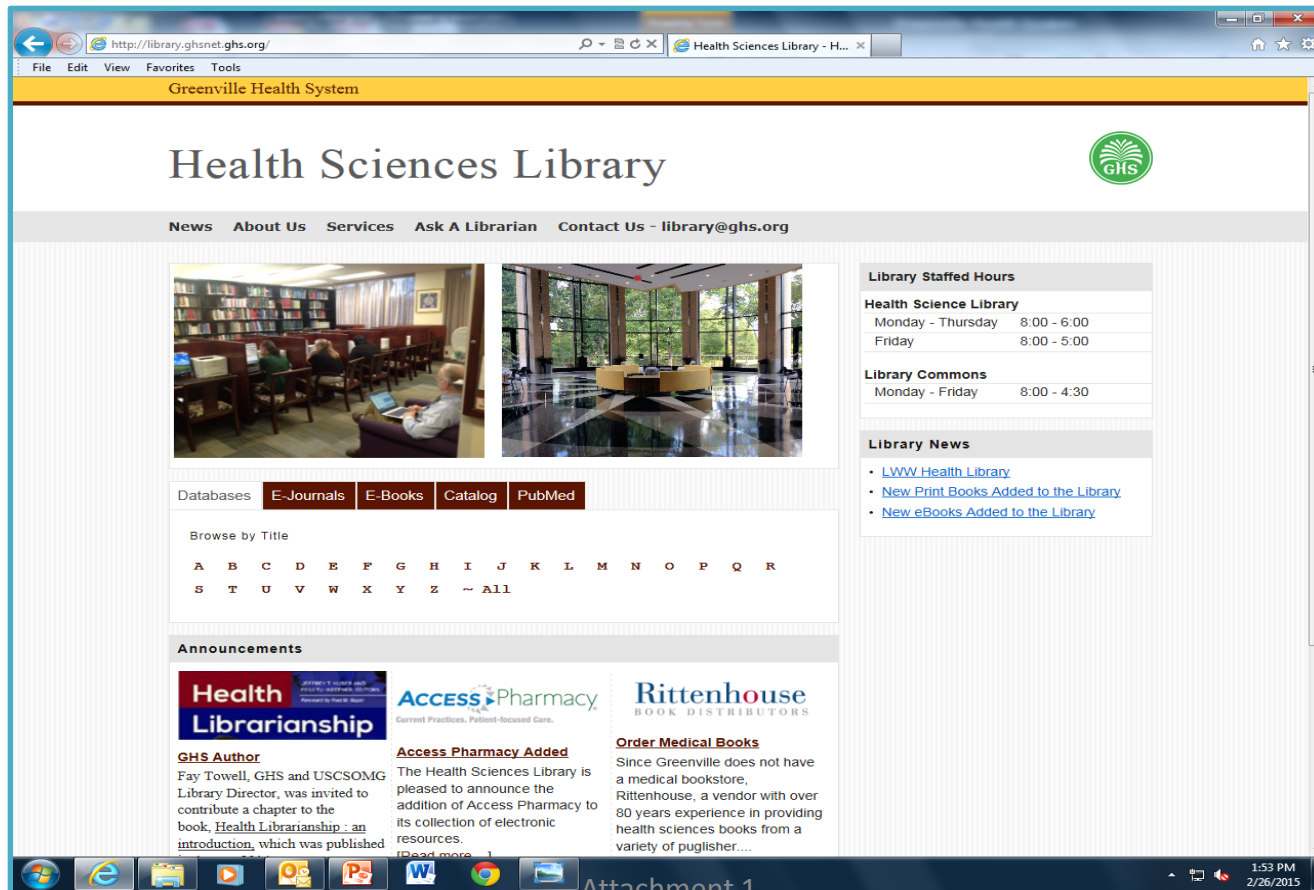 http://library.ghsnet.ghs.org/
Health Sciences Library - H...
File Edit View Favorites Tools
Greenville Health System
Health Sciences Library
GHS
News About Us Services Ask A Librarian Contact Us - library@ghs.org
Library Staffed Hours
Health Science Library
Monday - Thursday 8:00 - 6:00
Friday 8:00 - 5:00
Library Commons
Monday - Friday 8:00 - 4:30
Library News
• LWW Health Library
• New Print Books Added to the Library
• New eBooks Added to the Library
Databases E-Journals E-Books Catalog PubMed
Browse by Title
A B C D E F G H I J K L M N O P Q R
S T U V W X Y Z ~ All
Announcements
Health
Librarianship
GHS Author
Fay Towell, GHS and USCSOMG
Library Director, was invited to
contribute a chapter to the
book, Health Librarianship : an
introduction, which was published
ACCESS Pharmacy
Current Practices. Patient-focused Care.
Access Pharmacy Added
The Health Sciences Library is
pleased to announce the
addition of Access Pharmacy to
its collection of electronic
resources.
[Read more...]
Rittenhouse
BOOK DISTRIBUTORS
Order Medical Books
Since Greenville does not have
a medical bookstore,
Rittenhouse, a vendor with over
80 years experience in providing
health sciences books from a
variety of puglisher....
Attachment 1
1:53 PM
2/26/2015